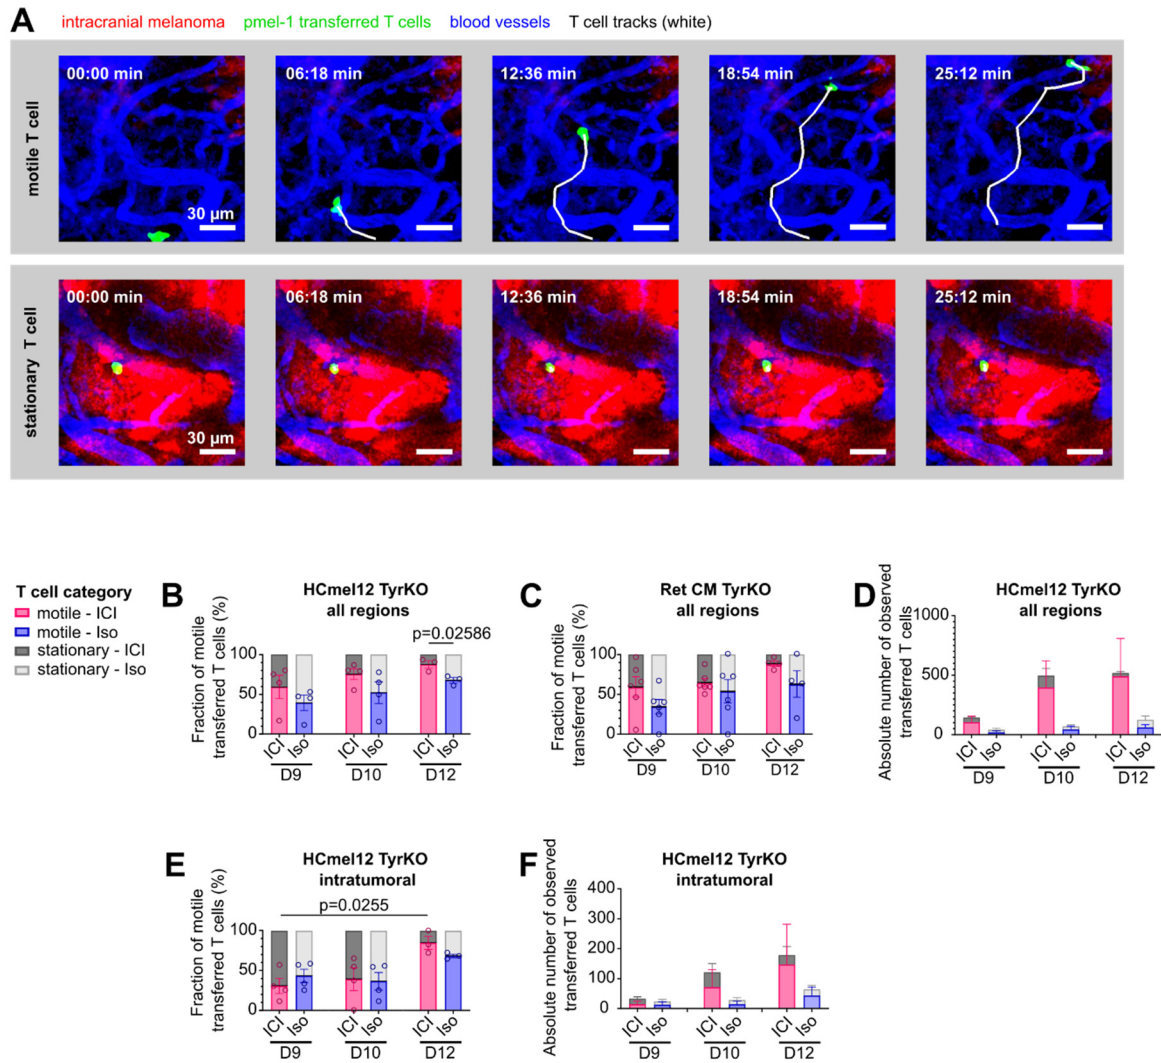 A
intracranial melanoma pmel-1 transferred T cells blood vessels T cell tracks (white)
motile T cell
00:00 min 06:18 min 12:36 min 18:54 min 25:12 min
30 µm
stationary T cell
00:00 min 06:18 min 12:36 min 18:54 min 25:12 min
30 µm
T cell category
motile - ICI
motile - Iso
stationary - ICI
stationary - Iso
B
HCmel12 TyrKO
all regions
p=0.02586
Fraction of motile
transferred T cells (%)
100
50
0
ICI Iso ICI Iso ICI Iso
D9 D10 D12
C
Ret CM TyrKO
all regions
Fraction of motile
transferred T cells (%)
100
50
0
ICI Iso ICI Iso ICI Iso
D9 D10 D12
D
HCmel12 TyrKO
all regions
Absolute number of observed
transferred T cells
1000
5000
0
ICI Iso ICI Iso ICI Iso
D9 D10 D12
E
HCmel12 TyrKO
intratumoral
p=0.0255
Fraction of motile
transferred T cells (%)
100
50
0
ICI Iso ICI Iso ICI Iso
D9 D10 D12
F
HCmel12 TyrKO
intratumoral
Absolute number of observed
transferred T cells
400
300
200
100
0
ICI Iso ICI Iso ICI Iso
D9 D10 D12